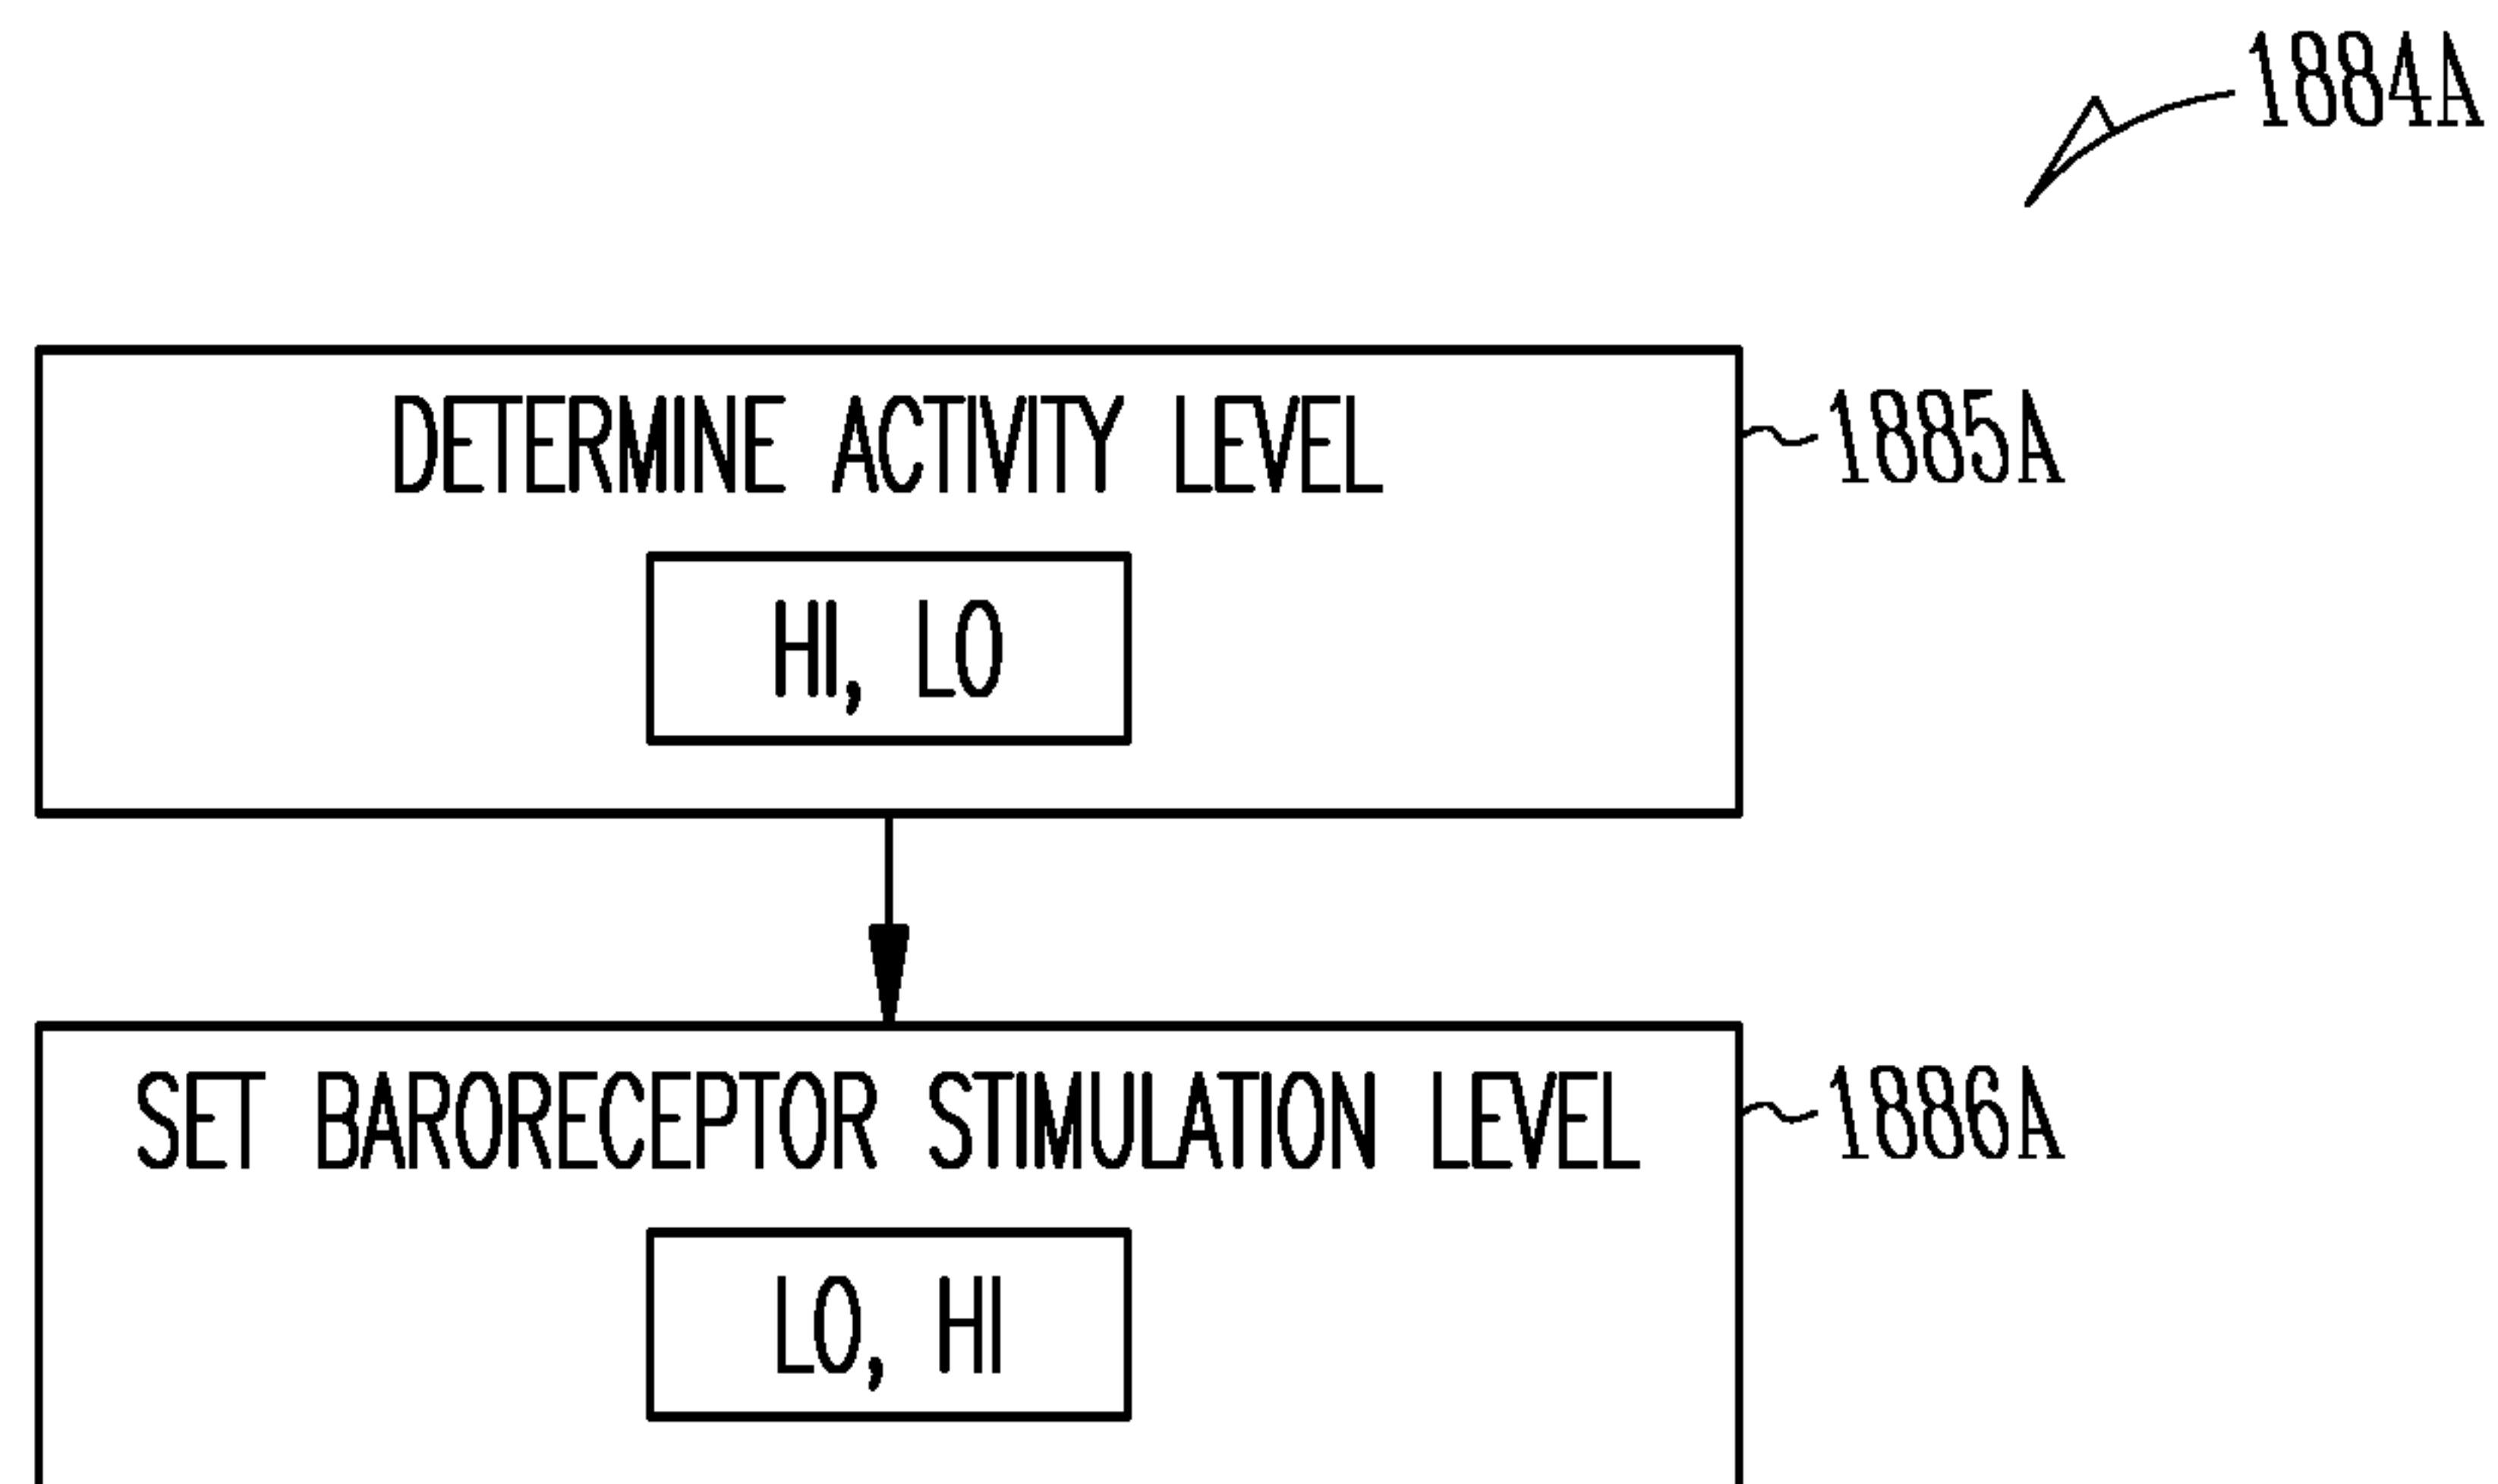 1884A
DETERMINE ACTIVITY LEVEL
1885A
HI, LO
SET BARORECEPTOR STIMULATION LEVEL
1886A
LO, HI